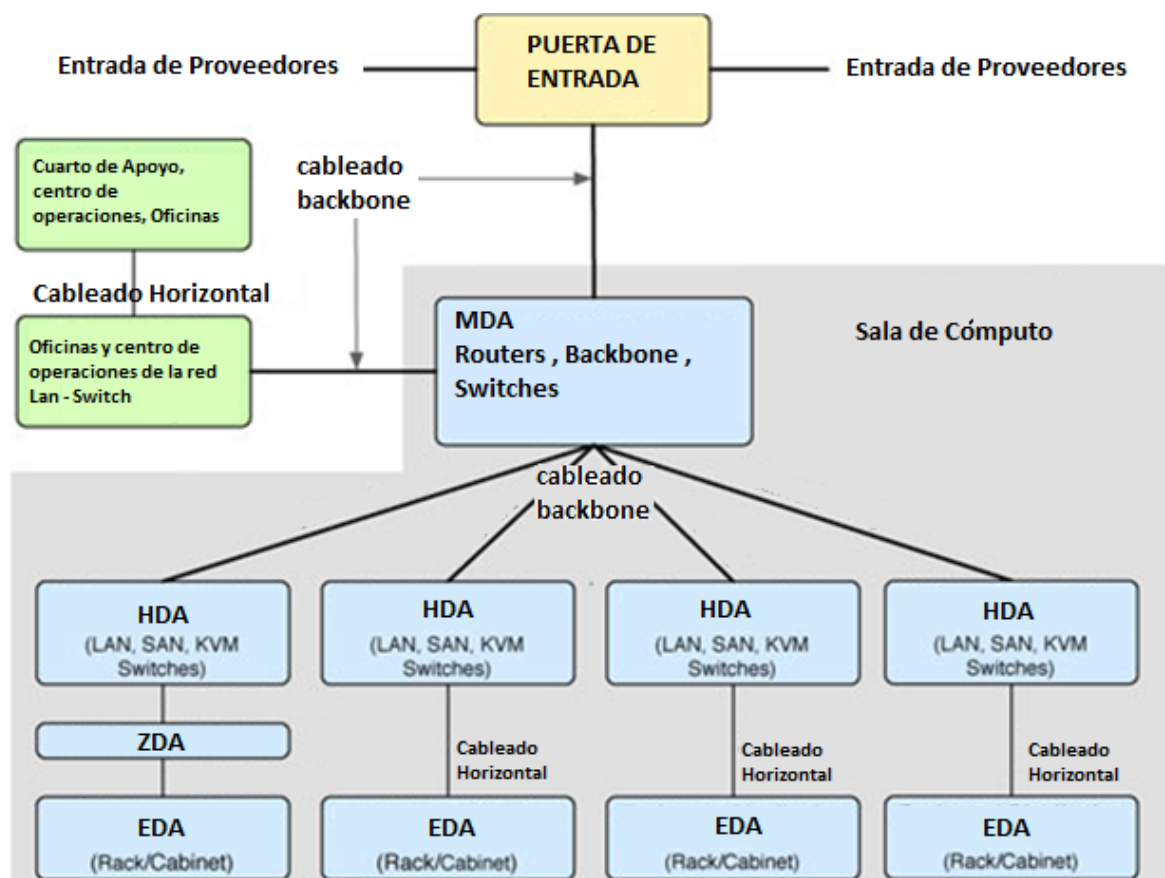 PUERTA DE
ENTRADA
Entrada de Proveedores
Entrada de Proveedores
Cuarto de Apoyo,
centro de
operaciones, Oficinas
cableado
backbone
Cableado Horizontal
Oficinas y centro de
operaciones de la red
Lan - Switch
MDA
Routers , Backbone ,
Switches
Sala de Cómputo
cableado
backbone
HDA
(LAN, SAN, KVM
Switches)
HDA
(LAN, SAN, KVM
Switches)
HDA
(LAN, SAN, KVM
Switches)
HDA
(LAN, SAN, KVM
Switches)
ZDA
Cableado
Horizontal
Cableado
Horizontal
Cableado
Horizontal
EDA
(Rack/Cabinet)
EDA
(Rack/Cabinet)
EDA
(Rack/Cabinet)
EDA
(Rack/Cabinet)